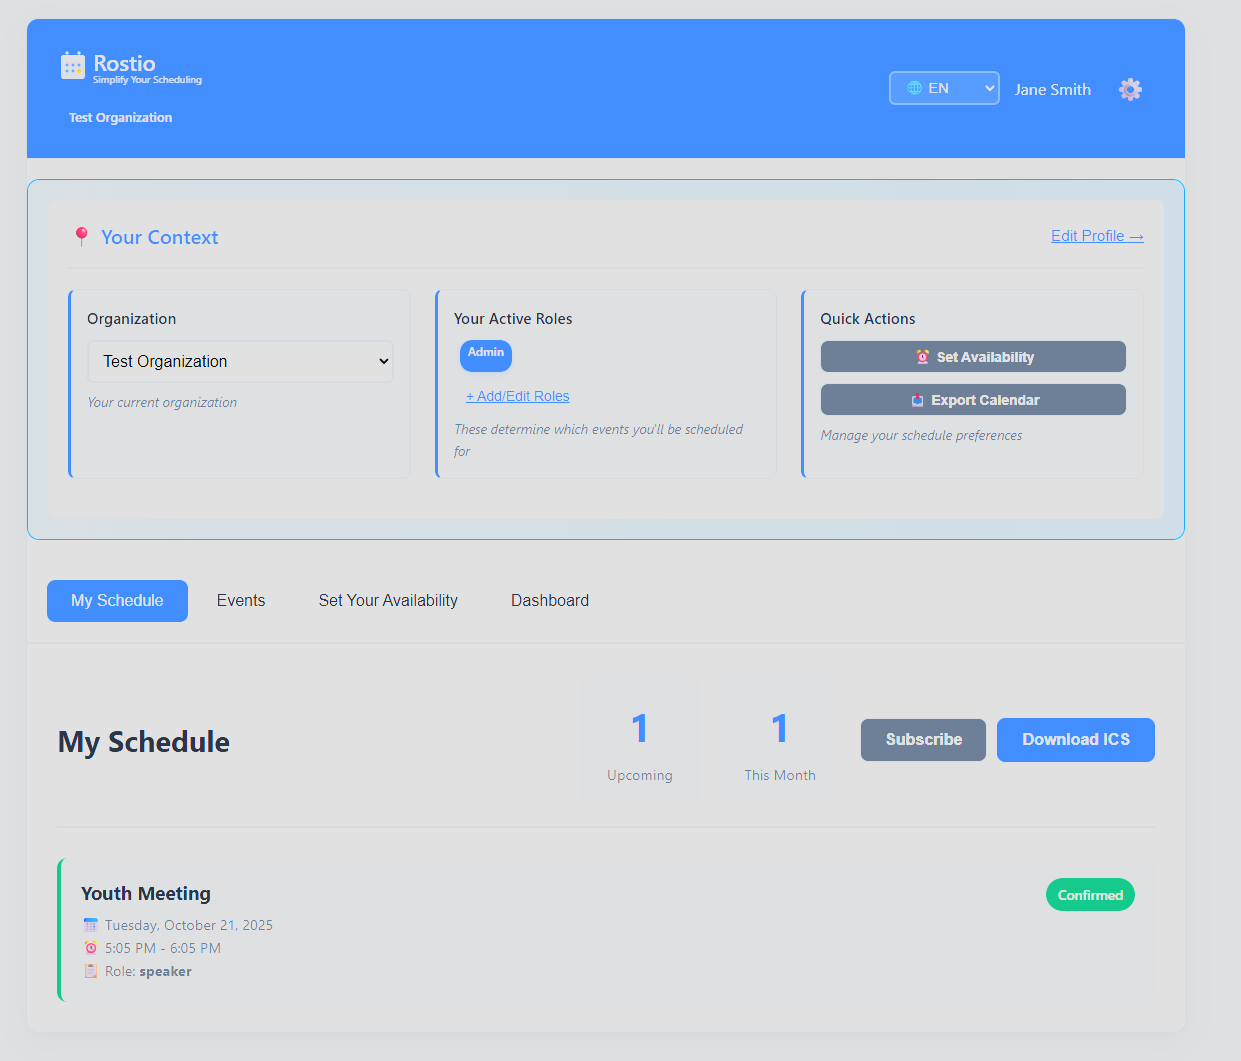 Rostio
Simplify Your Scheduling
Test Organization
EN
Jane Smith
Your Context
Edit Profile →
Organization
Test Organization
Your current organization
Your Active Roles
Admin
+ Add/Edit Roles
These determine which events you'll be scheduled
for
Quick Actions
Set Availability
Export Calendar
Manage your schedule preferences
My Schedule
Events
Set Your Availability
Dashboard
My Schedule
1
Upcoming
1
This Month
Subscribe
Download ICS
Youth Meeting
Confirmed
Tuesday, October 21, 2025
5:05 PM - 6:05 PM
Role: speaker